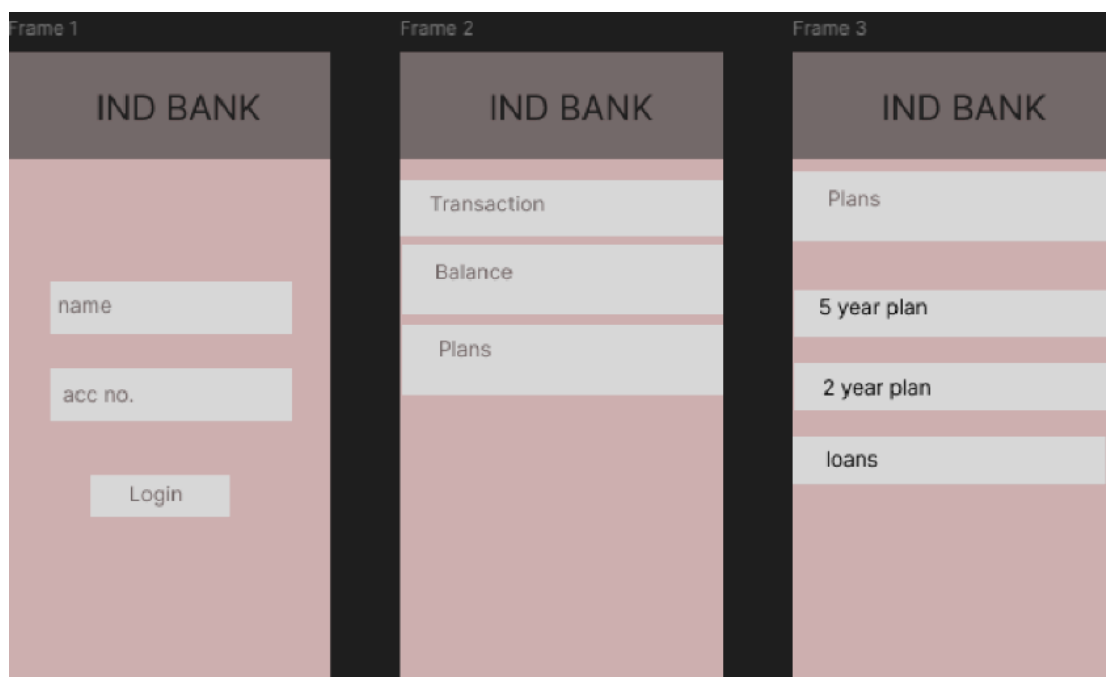 Frame 1
IND BANK
name
acc no.
Login
Frame 2
IND BANK
Transaction
Balance
Plans
Frame 3
IND BANK
Plans
5 year plan
2 year plan
loans